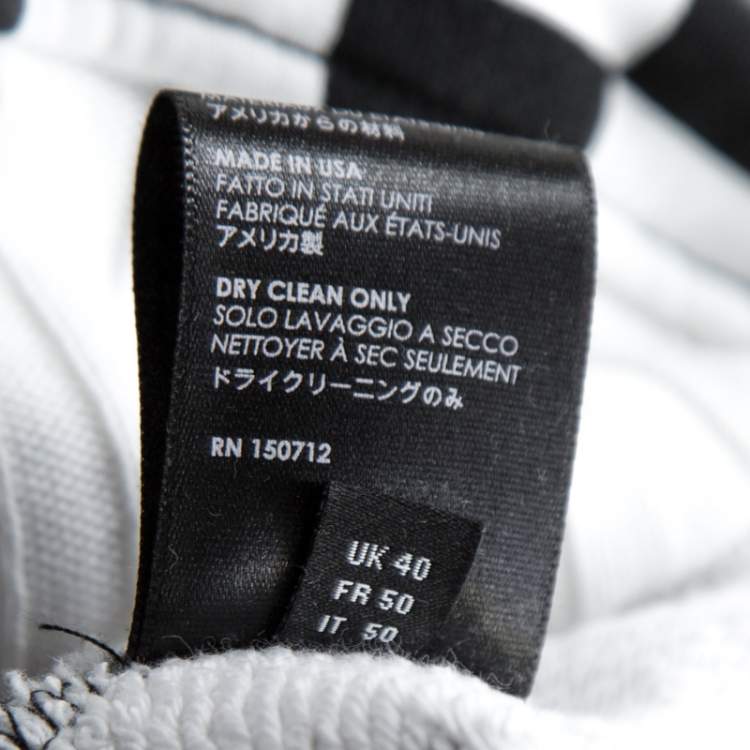 アメリカからの材料
MADE IN USA
FATTO IN STATI UNITI
FABRIQUÉ AUX ÉTATS-UNIS
アメリカ製
DRY CLEAN ONLY
SOLO LAVAGGIO A SECCO
NETTOYER À SEC SEULEMENT
ドライクリーニングのみ
RN 150712
UK 40
FR 50
IT 50